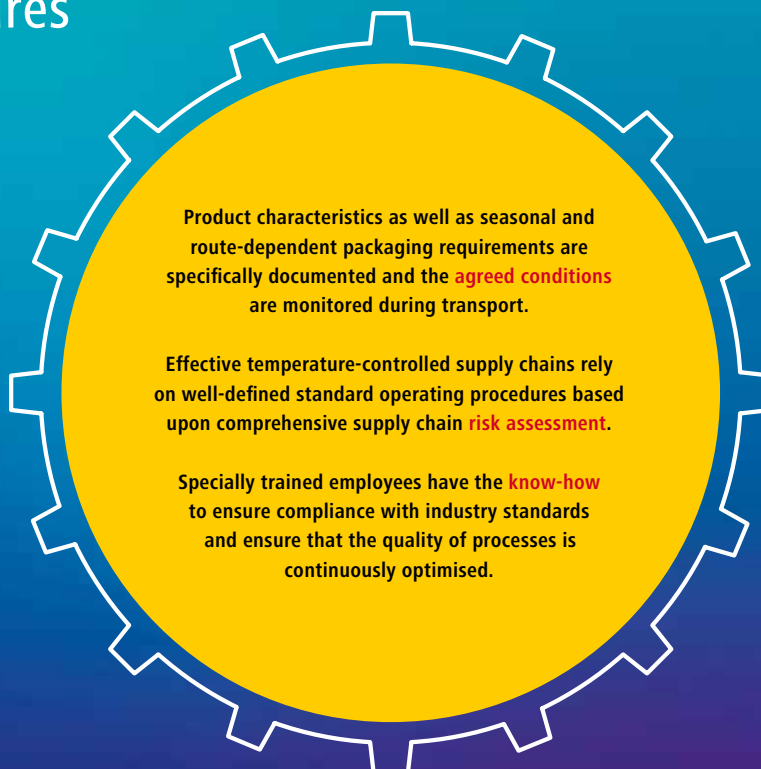 Product characteristics as well as seasonal and
route-dependent packaging requirements are
specifically documented and the agreed conditions
are monitored during transport.
Effective temperature-controlled supply chains rely
on well-defined standard operating procedures based
upon comprehensive supply chain risk assessment.
Specially trained employees have the know-how
to ensure compliance with industry standards
and ensure that the quality of processes is
continuously optimised.